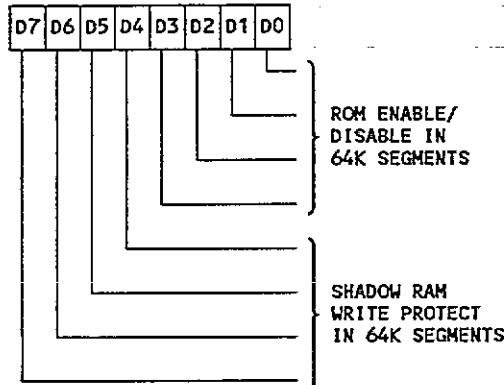 D7 D6 D5 D4 D3 D2 D1 D0
ROM ENABLE/
DISABLE IN
64K SEGMENTS
SHADOW RAM
WRITE PROTECT
IN 64K SEGMENTS